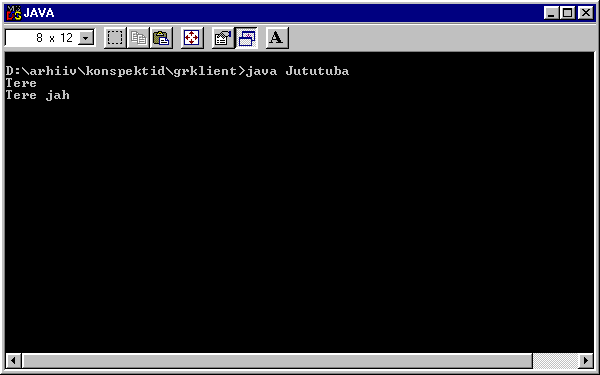 JAVA
8 x 12
A
D:\arhiiv\konspektid\grklient>java Jututuba
Tere
Tere jah